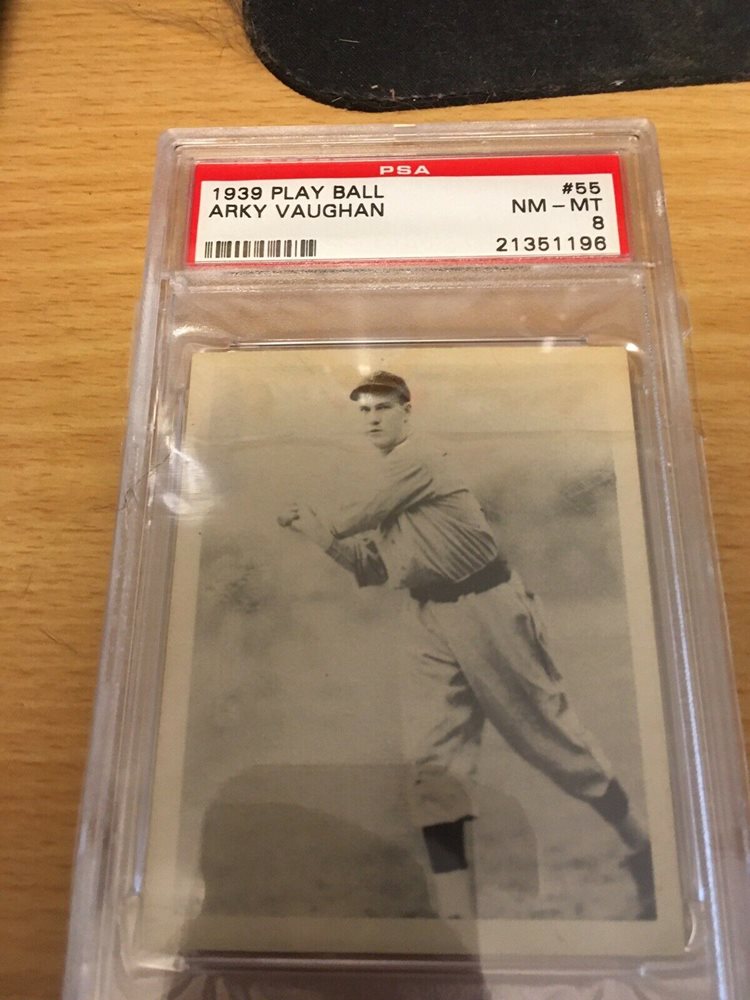 PSA
1939 PLAY BALL #55
ARKY VAUGHAN NM - MT
8
21351196